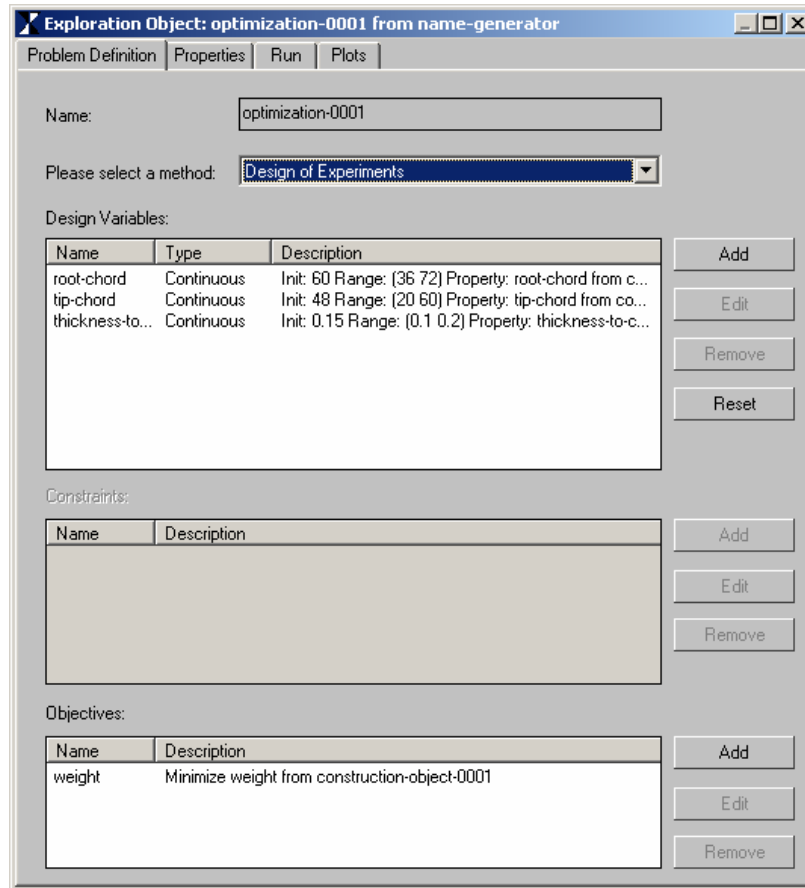 Exploration Object: optimization-0001 from name-generator
Problem Definition Properties Run Plots
Name: optimization-0001
Please select a method: Design of Experiments
Design Variables:
Name Type Description
root-chord Continuous Init: 60 Range: (36 72) Property: root-chord from c...
tip-chord Continuous Init: 48 Range: (20 60) Property: tip-chord from co...
thickness-to... Continuous Init: 0.15 Range: (0.1 0.2) Property: thickness-to-c...
Add
Edit
Remove
Reset
Constraints:
Name Description
Add
Edit
Remove
Objectives:
Name Description
weight Minimize weight from construction-object-0001
Add
Edit
Remove